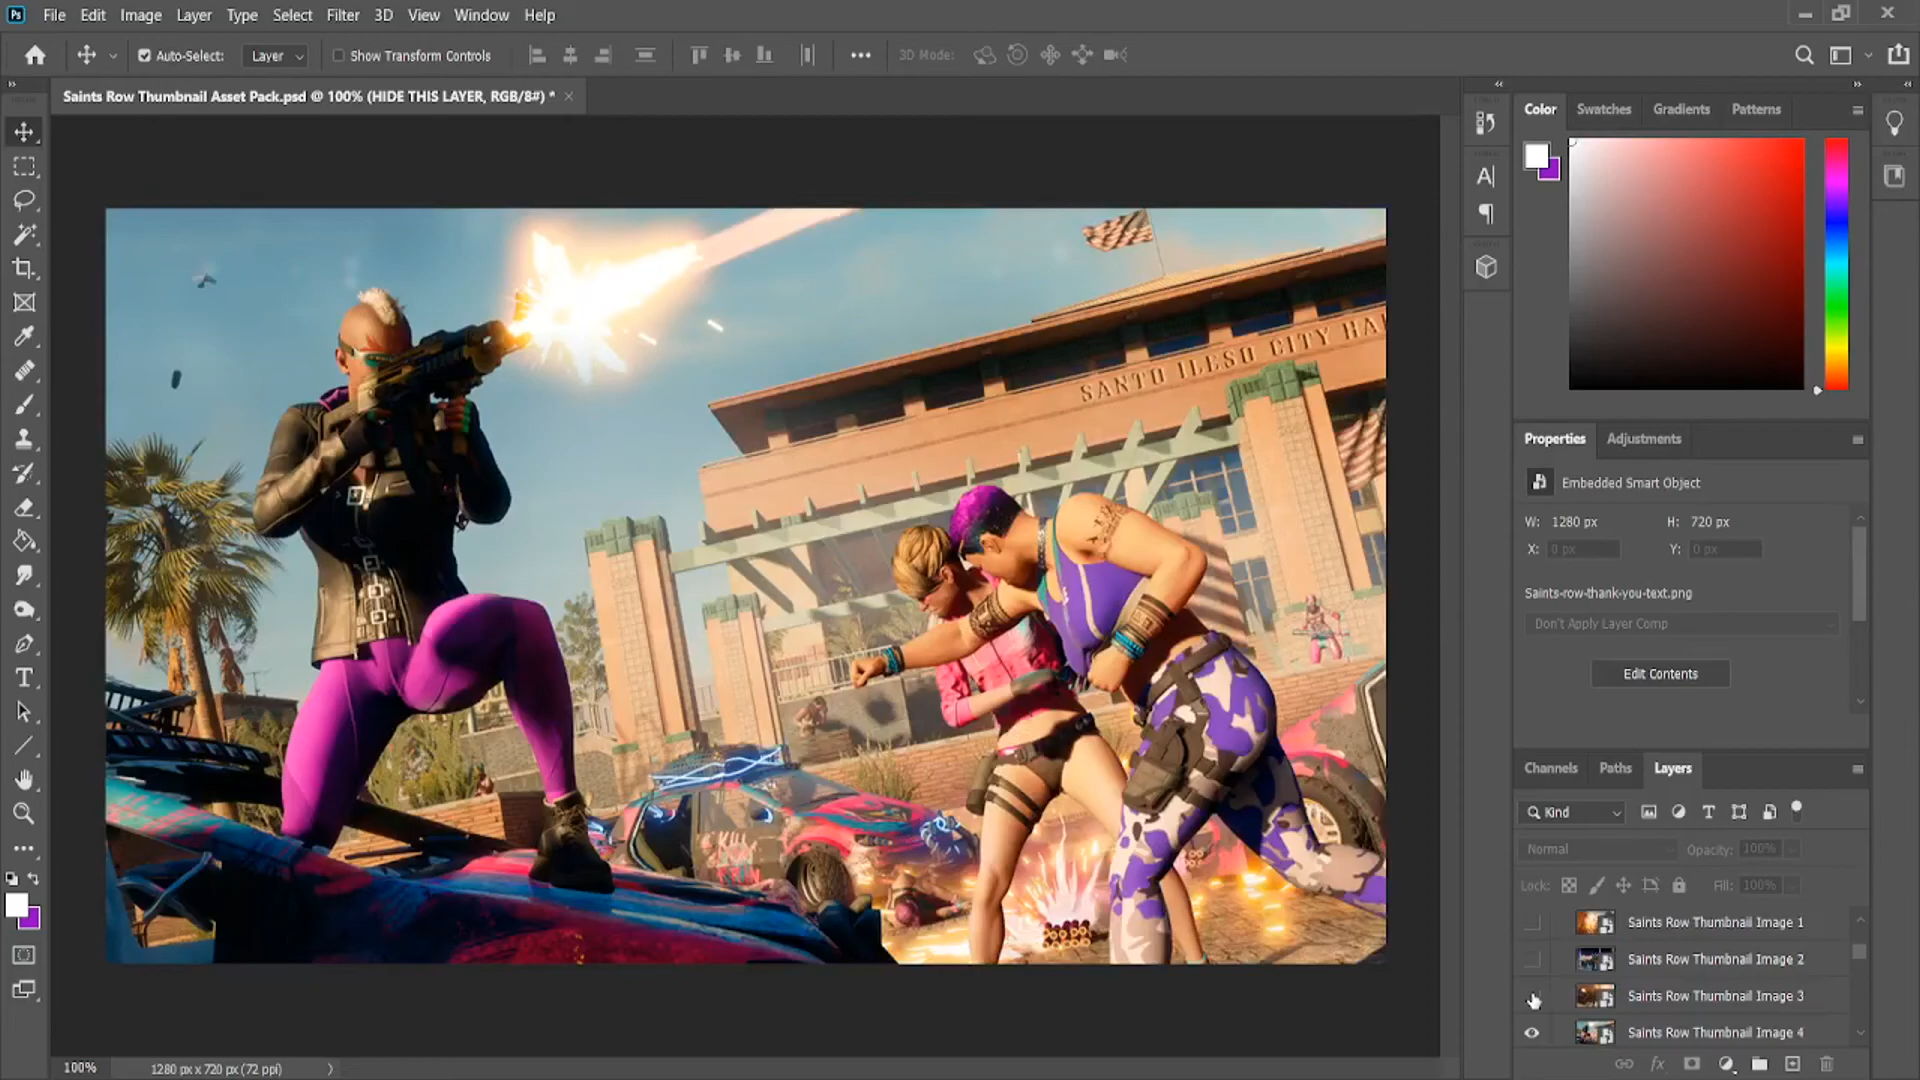 Ps File Edit Image Layer Type Select Filter 3D View Window Help
Auto-Select: Layer Show Transform Controls 3D Mode:
Saints Row Thumbnail Asset Pack.psd @ 100% (HIDE THIS LAYER, RGB/8#) *
Color Swatches Gradients Patterns
SANTO ILESO CITY HA
Properties Adjustments
Embedded Smart Object
W: 1280 px H: 720 px
X: 0 px Y: 0 px
Saints-row-thank-you-text.png
Don't Apply Layer Comp
Edit Contents
Channels Paths Layers
Kind
Normal Opacity: 100%
Lock: Fill: 100%
KILL
Saints Row Thumbnail Image 1
Saints Row Thumbnail Image 2
Saints Row Thumbnail Image 3
Saints Row Thumbnail Image 4
100% 1280 px x 720 px (72 ppi)